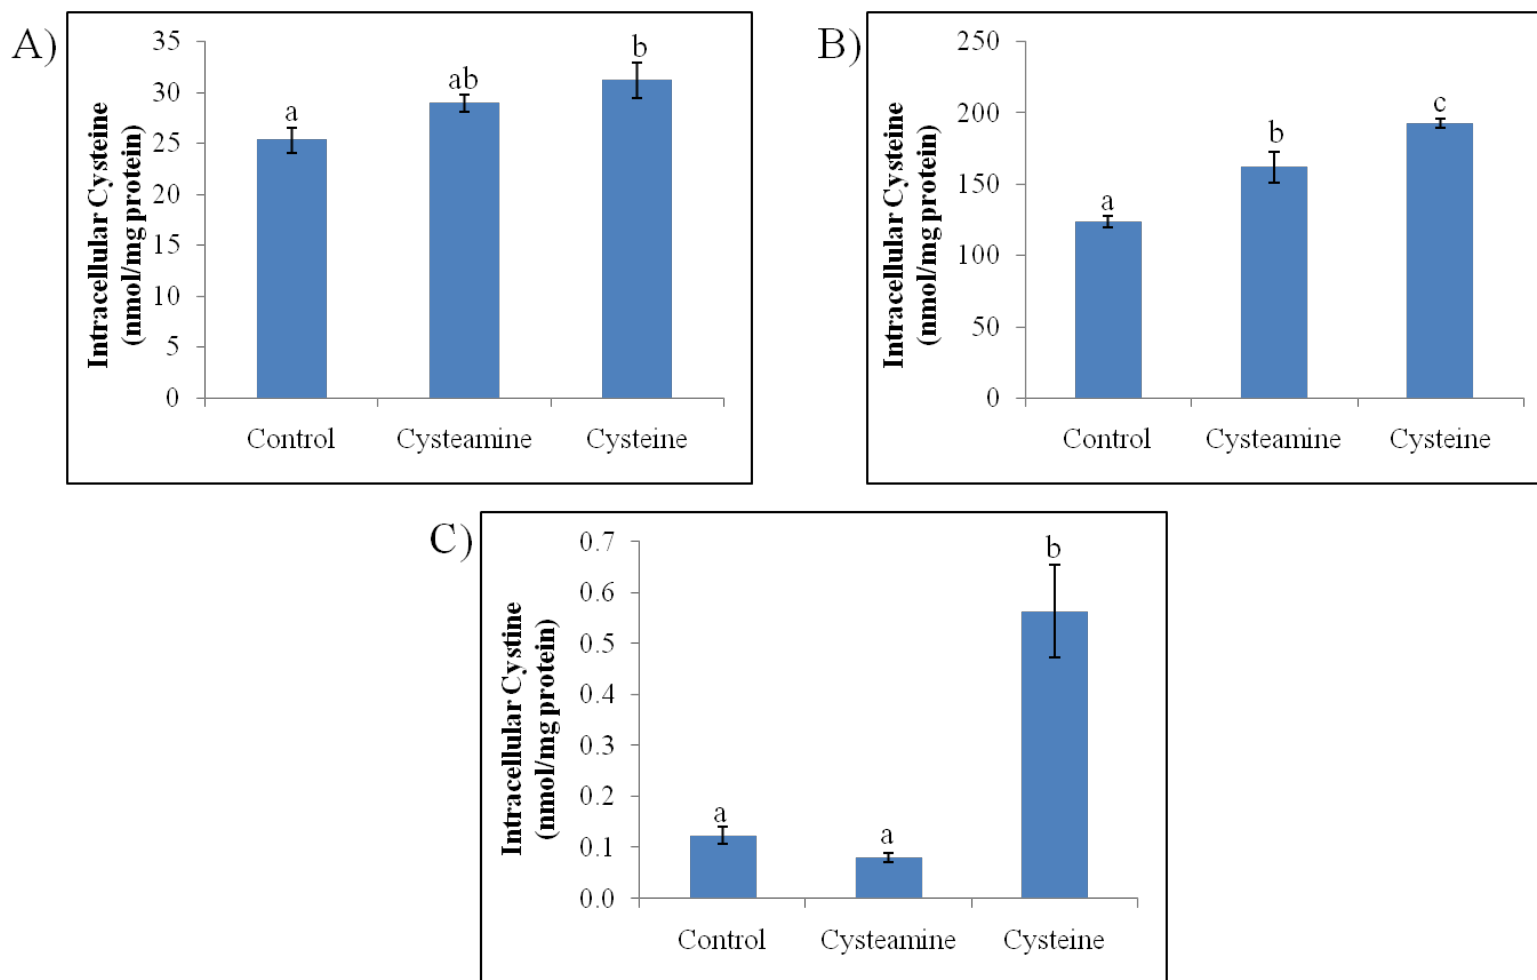 A)
Intracellular Cysteine
(nmol/mg protein)
35
30
25
20
15
10
5
0
a
ab
b
Control
Cysteamine
Cysteine
B)
Intracellular Cysteine
(nmol/mg protein)
250
200
150
100
50
0
a
b
c
Control
Cysteamine
Cysteine
C)
Intracellular Cystine
(nmol/mg protein)
0.7
0.6
0.5
0.4
0.3
0.2
0.1
0.0
a
a
b
Control
Cysteamine
Cysteine